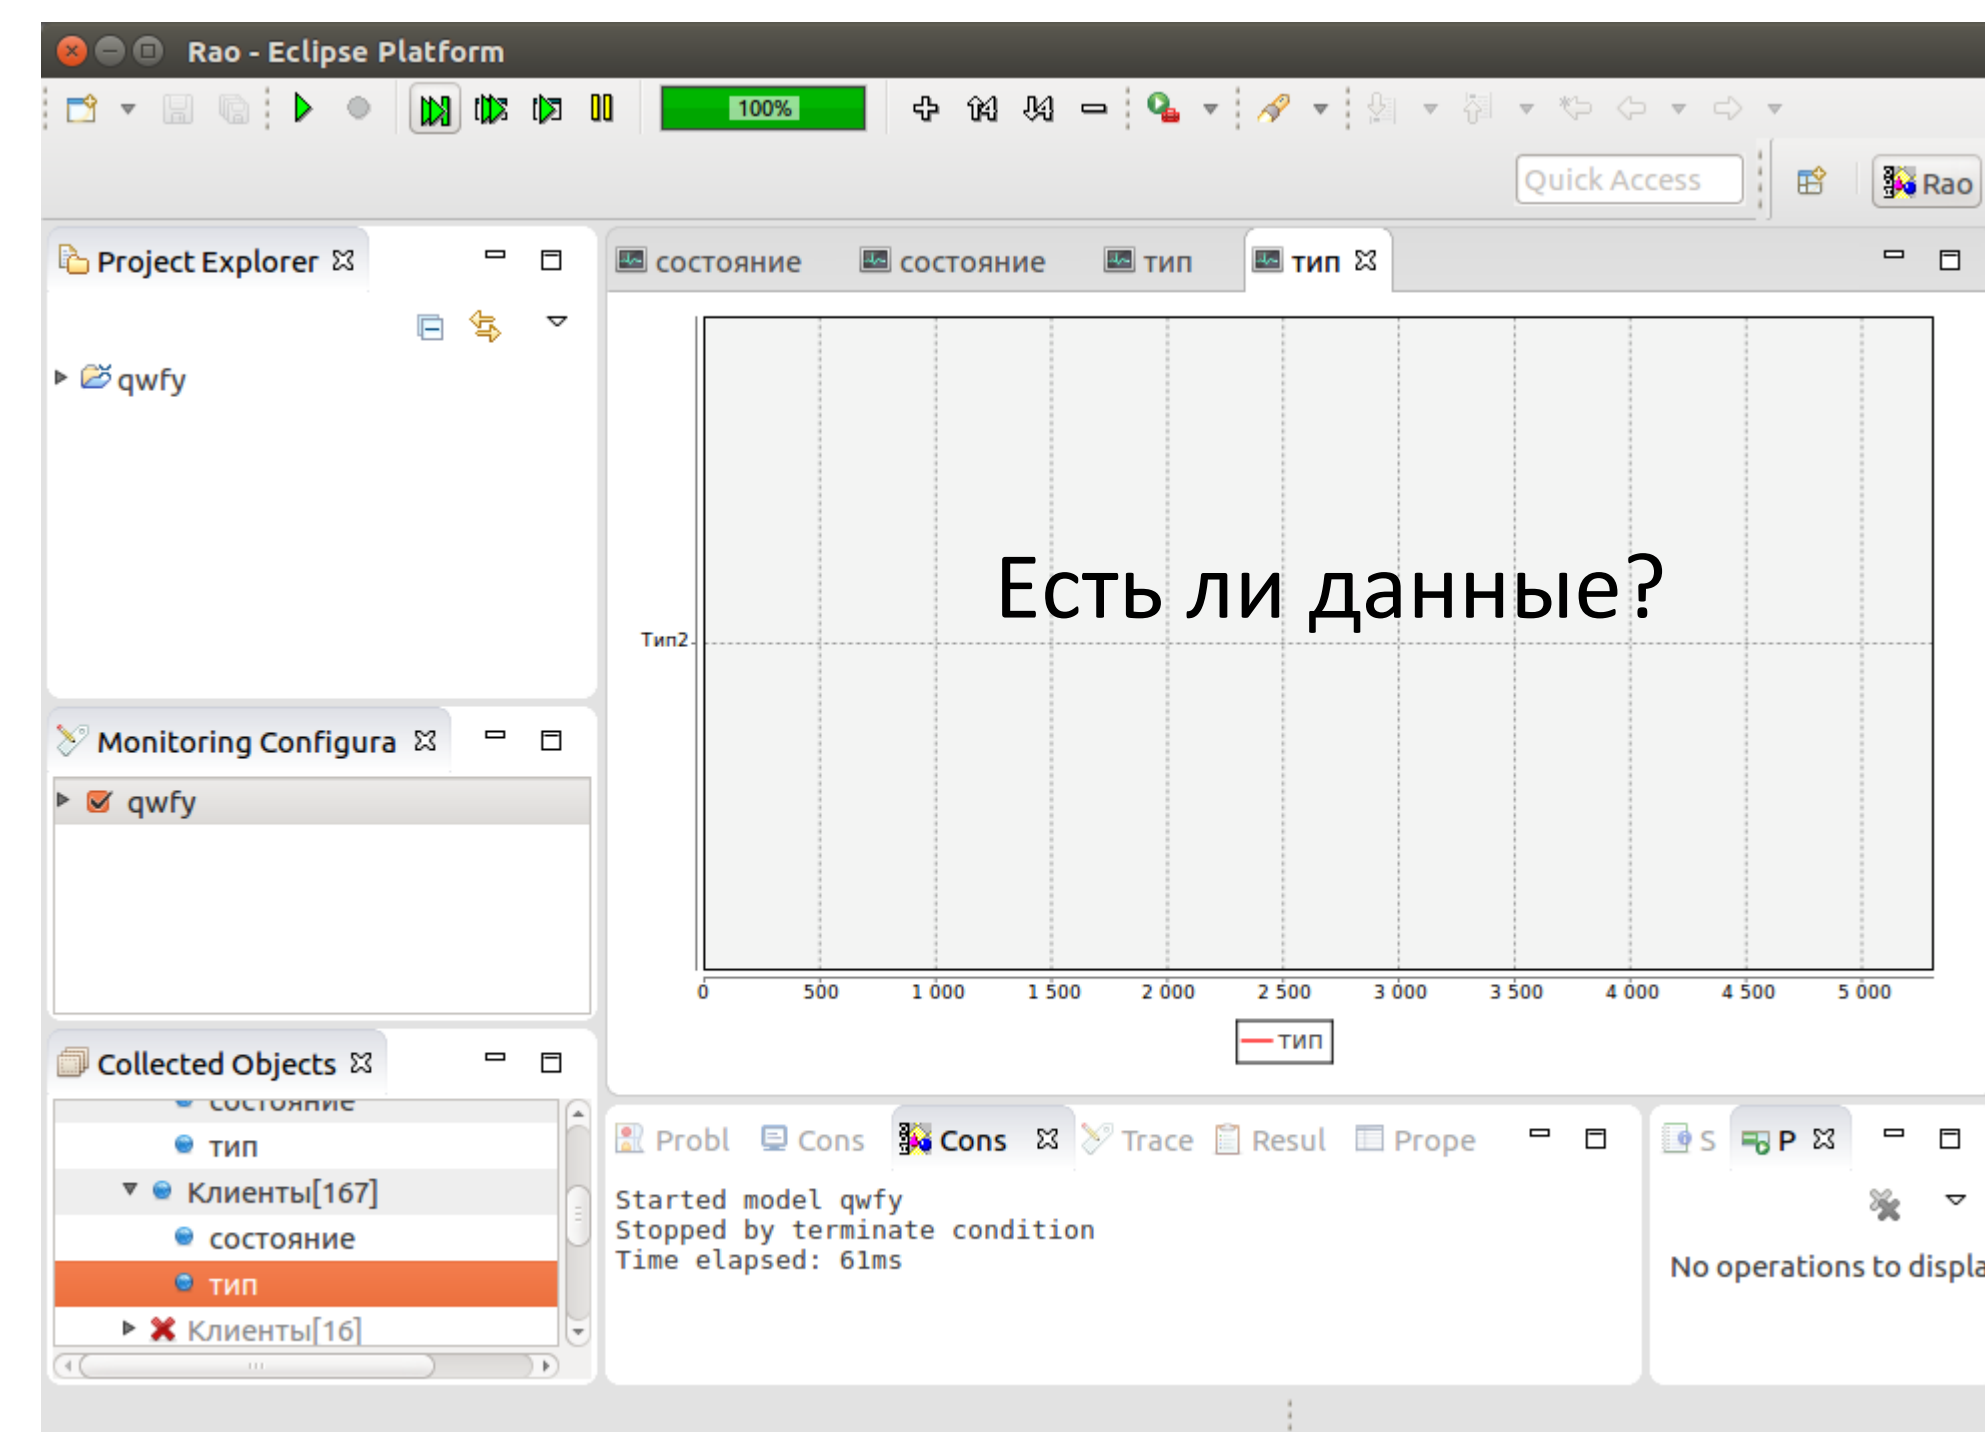 Rao - Eclipse Platform
100%
Quick Access
Rao
Project Explorer
qwfy
состояние
состояние
тип
тип
Есть ли данные?
Тип2
0 500 1 000 1 500 2 000 2 500 3 000 3 500 4 000 4 500 5 000
тип
Monitoring Configura
qwfy
Collected Objects
состояние
тип
Клиенты[167]
состояние
тип
Клиенты[16]
Probl
Cons
Cons
Trace
Resul
Prope
Started model qwfy
Stopped by terminate condition
Time elapsed: 61ms
S
P
No operations to displa